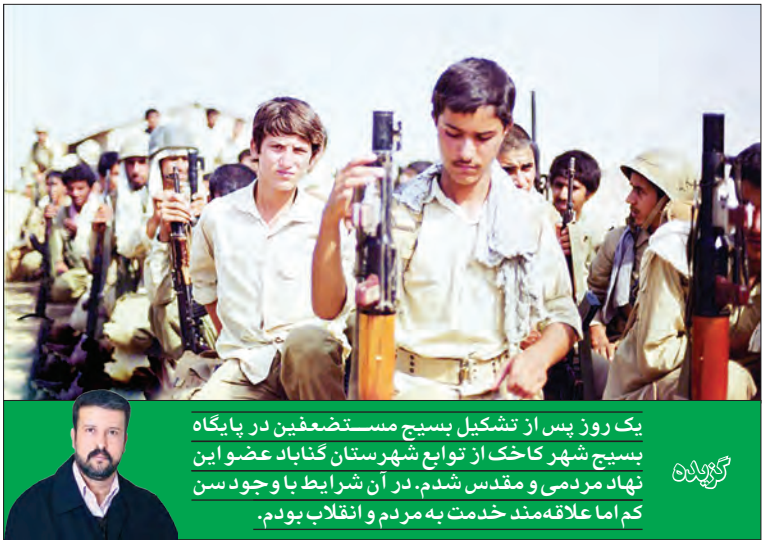 یک روز پس از تشکیل بسیج مستضعفین در پایگاه
بسیج شهر کاخک از توابع شهرستان گناباد عضو این
نهاد مردمی و مقدس شدم. در آن شرایط با وجود سن
کم اما علاقه‌مند خدمت به مردم و انقلاب بودم.
گزیده